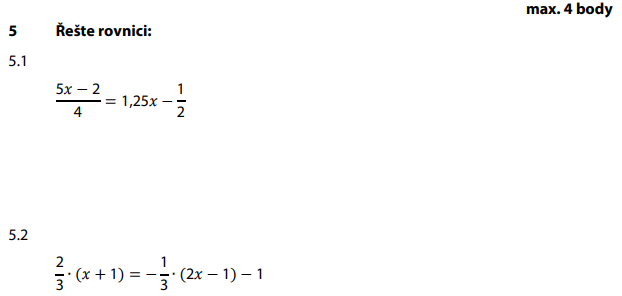 max. 4 body
5 Řešte rovnici:
5.1
(5x − 2)/4 = 1,25x − 1/2
5.2
2/3 · (x + 1) = −1/3 · (2x − 1) − 1